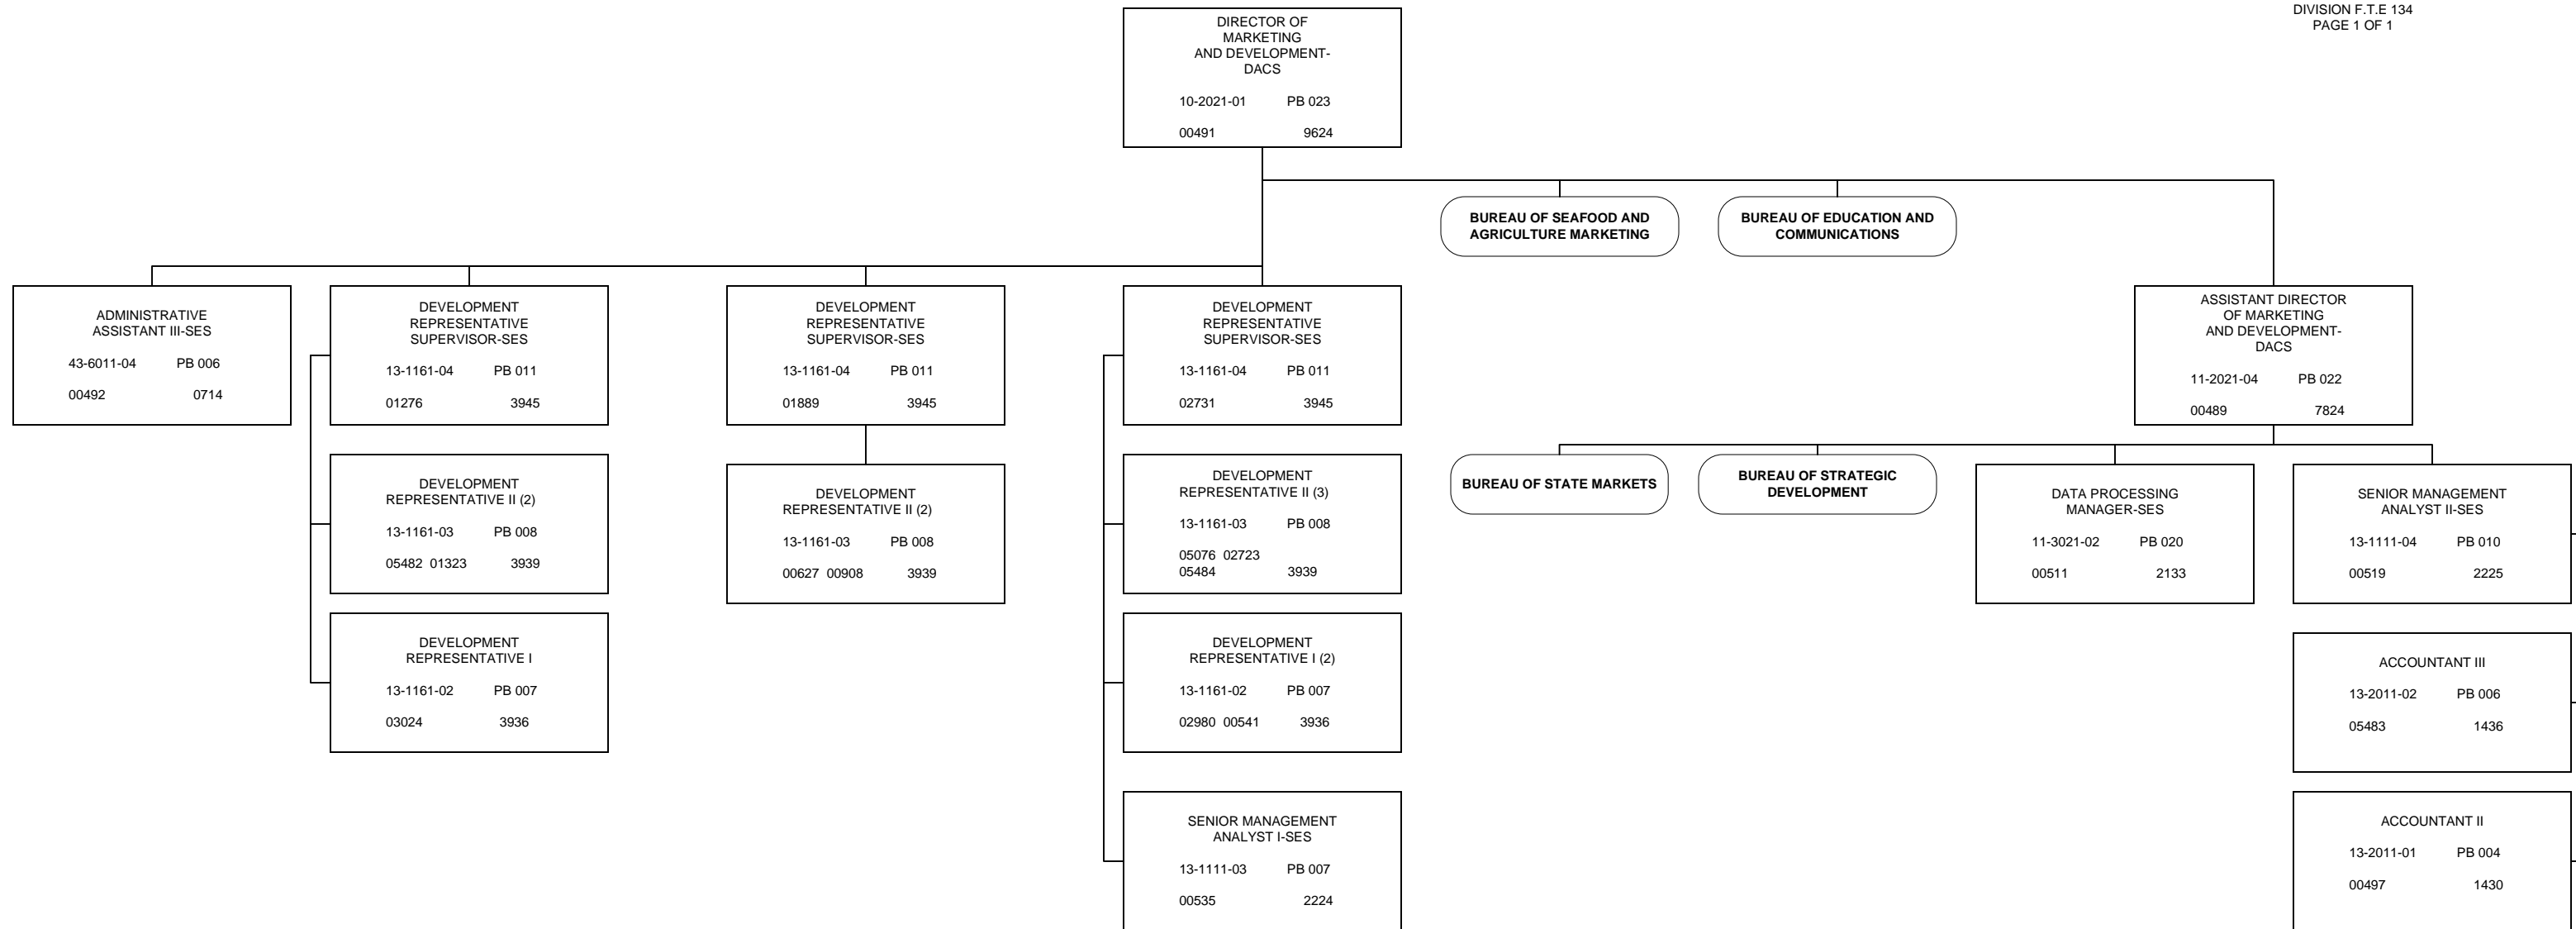 DIVISION F.T.E 134
PAGE 1 OF 1
DIRECTOR OF
MARKETING
AND DEVELOPMENT-
DACS
10-2021-01 PB 023
00491 9624
BUREAU OF SEAFOOD AND
AGRICULTURE MARKETING
BUREAU OF EDUCATION AND
COMMUNICATIONS
ADMINISTRATIVE
ASSISTANT III-SES
43-6011-04 PB 006
00492 0714
DEVELOPMENT
REPRESENTATIVE
SUPERVISOR-SES
13-1161-04 PB 011
01276 3945
DEVELOPMENT
REPRESENTATIVE
SUPERVISOR-SES
13-1161-04 PB 011
01889 3945
DEVELOPMENT
REPRESENTATIVE
SUPERVISOR-SES
13-1161-04 PB 011
02731 3945
ASSISTANT DIRECTOR
OF MARKETING
AND DEVELOPMENT-
DACS
11-2021-04 PB 022
00489 7824
DEVELOPMENT
REPRESENTATIVE II (2)
13-1161-03 PB 008
05482 01323 3939
DEVELOPMENT
REPRESENTATIVE II (2)
13-1161-03 PB 008
00627 00908 3939
DEVELOPMENT
REPRESENTATIVE II (3)
13-1161-03 PB 008
05076 02723
05484 3939
BUREAU OF STATE MARKETS
BUREAU OF STRATEGIC
DEVELOPMENT
DATA PROCESSING
MANAGER-SES
11-3021-02 PB 020
00511 2133
SENIOR MANAGEMENT
ANALYST II-SES
13-1111-04 PB 010
00519 2225
DEVELOPMENT
REPRESENTATIVE I
13-1161-02 PB 007
03024 3936
DEVELOPMENT
REPRESENTATIVE I (2)
13-1161-02 PB 007
02980 00541 3936
ACCOUNTANT III
13-2011-02 PB 006
05483 1436
SENIOR MANAGEMENT
ANALYST I-SES
13-1111-03 PB 007
00535 2224
ACCOUNTANT II
13-2011-01 PB 004
00497 1430